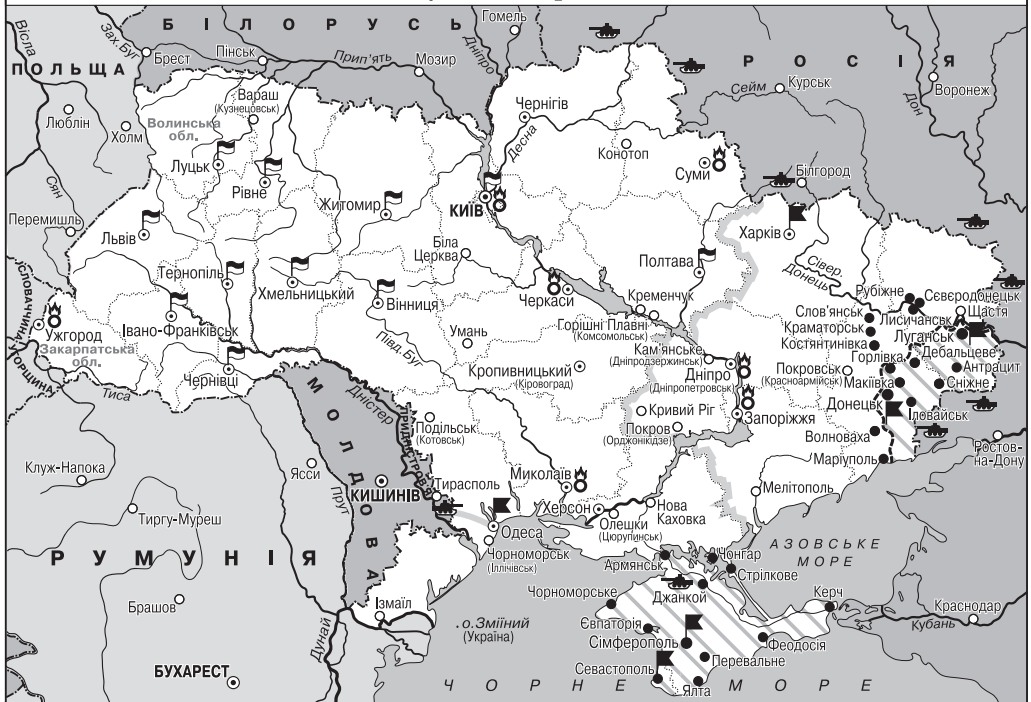 БІЛОРУСЬ
ПОЛЬЩА
РОСІЯ
СЛОВАЧЧИНА
РУМУНІЯ
МОЛДОВА
ПРИДНІСТРОВ'Я
АЗОВСЬКЕ
МОРЕ
ЧОРНЕ МОРЕ
Вісла
Зах. Буг
Брест
Пінськ
Прип'ять
Мозир
Гомель
Дніпро
Сейм
Курськ
Воронеж
Дон
Люблін
Холм
Сян
Перемишль
Вараш
(Кузнецовськ)
Волинська
обл.
Луцьк
Рівне
Житомир
КИЇВ
Чернігів
Десна
Конотоп
Суми
Білгород
Харків
Сівер.
Донець
Львів
Тернопіль
Хмельницький
Вінниця
Біла
Церква
Черкаси
Полтава
Кременчук
Горішні Плавні
(Комсомольськ)
Ужгород
Закарпатська
обл.
Івано-Франківськ
Чернівці
Тиса
Дністер
Півд. Буг
Умань
Кропивницький
(Кіровоград)
Кам'янське
(Дніпродзержинськ)
Дніпро
(Дніпропетровськ)
Запоріжжя
Кривий Ріг
Покров
(Орджонікідзе)
Рубіжне
Сєвєродонецьк
Щастя
Лисичанськ
Слов'янськ
Краматорськ
Костянтинівка
Луганськ
Дебальцеве
Горлівка
Антрацит
Покровськ
(Красноармійськ)
Макіївка
Сніжне
Донецьк
Іловайськ
Волноваха
Маріуполь
Ростов-
на-Дону
Подільськ
(Котовськ)
Миколаїв
Херсон
Олешки
(Цюрупинськ)
Нова
Каховка
Мелітополь
Клуж-Напока
Тиргу-Муреш
Ясси
Прут
КИШИНІВ
Тирасполь
Одеса
Чорноморськ
(Іллічівськ)
Армянськ
Чонгар
Стрілкове
Чорноморське
Джанкой
Керч
Краснодар
Кубань
Брашов
Ізмаїл
о.Зміїний
(Україна)
Євпаторія
Сімферополь
Феодосія
Перевальне
Севастополь
Ялта
БУХАРЕСТ
Дунай